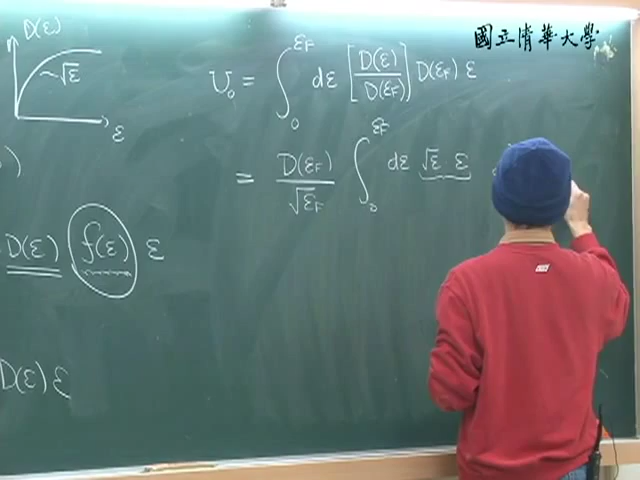 國立清華大學
D(ε)
~√ε
ε
U₀ = ∫₀^{εF} dε [D(ε)/D(εF)] D(εF) ε
= D(εF)/√εF ∫₀^{εF} dε √ε ε
)
D(ε) f(ε) ε
D(ε) ε